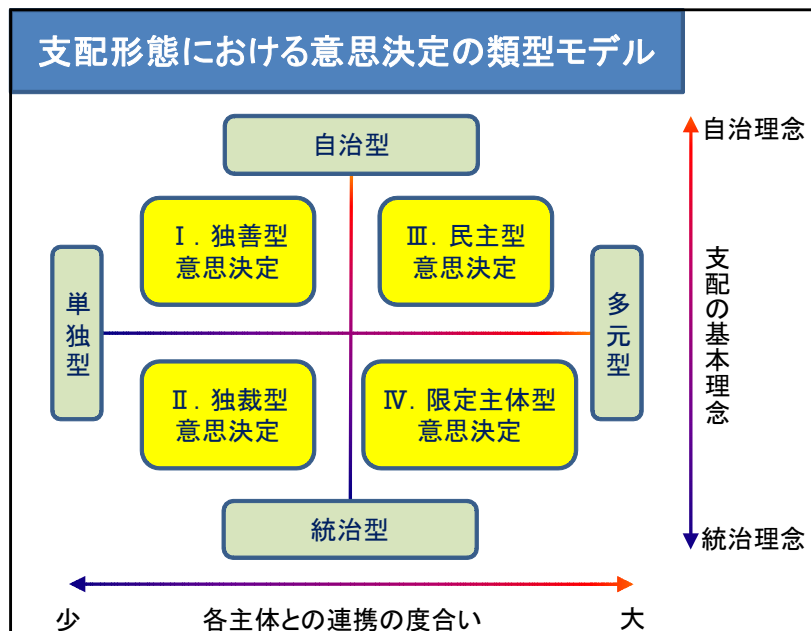 支配形態における意思決定の類型モデル
自治型
自治理念
Ⅰ．独善型
意思決定
Ⅲ．民主型
意思決定
単独型
多元型
支配の基本理念
Ⅱ．独裁型
意思決定
Ⅳ．限定主体型
意思決定
統治型
統治理念
少
各主体との連携の度合い
大